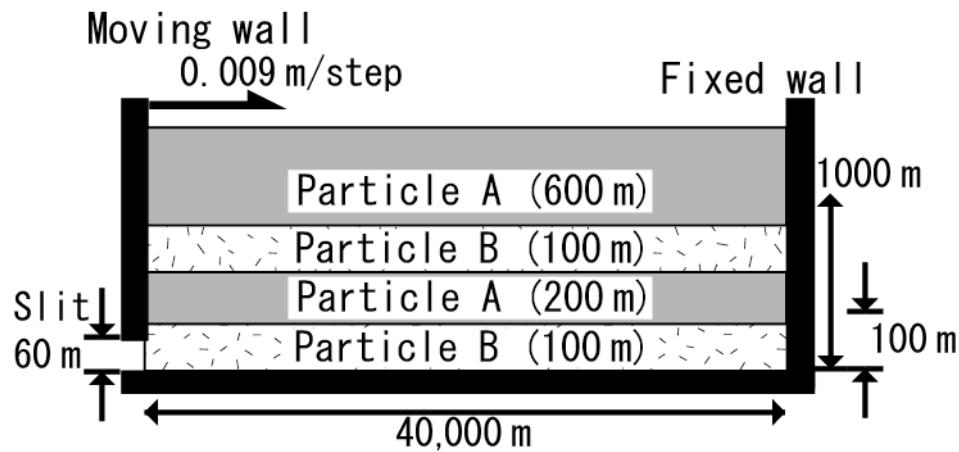 Moving wall
0.009 m/step
Fixed wall
1000 m
Particle A (600 m)
Particle B (100 m)
Particle A (200 m)
Particle B (100 m)
Slit
60 m
100 m
40,000 m